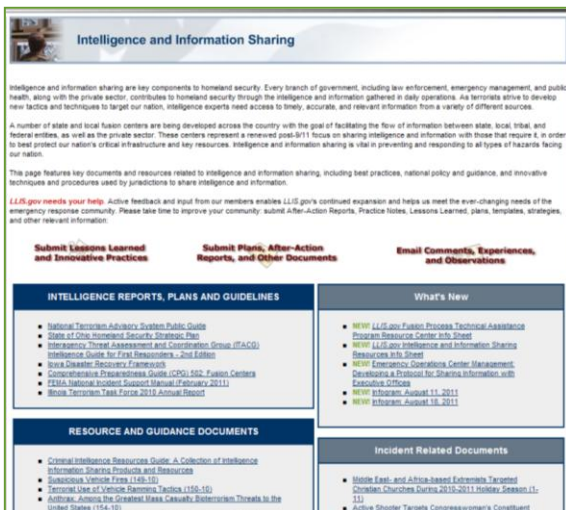 Intelligence and Information Sharing
Intelligence and information sharing are key components to homeland security. Every branch of government, including law enforcement, emergency management, and public
health, along with the private sector, contributes to homeland security through the intelligence and information gathered in daily operations. As terrorists strive to develop
new tactics and techniques to target our nation, intelligence experts need access to timely, accurate, and relevant information from a variety of different sources.
A number of state and local fusion centers are being developed across the country with the goal of facilitating the flow of information between state, local, tribal, and
federal entities, as well as the private sector. These centers represent a renewed post-9/11 focus on sharing intelligence and information with those that require it, in order
to best protect our nation's critical infrastructure and key resources. Intelligence and information sharing is vital in preventing and responding to all types of hazards facing
our nation.
This page features key documents and resources related to intelligence and information sharing, including best practices, national policy and guidance, and innovative
techniques and procedures used by jurisdictions to share intelligence and information.
LLIS.gov needs your help. Active feedback and input from our members enables LLIS.gov's continued expansion and helps us meet the ever-changing needs of the
emergency response community. Please take time to improve your community: submit After-Action Reports, Practice Notes, Lessons Learned, plans, templates, strategies,
and other relevant information:
Submit Lessons Learned
and Innovative Practices
Submit Plans, After-Action
Reports, and Other Documents
Email Comments, Experiences,
and Observations
INTELLIGENCE REPORTS, PLANS AND GUIDELINES
National Terrorism Advisory System Public Guide
State of Ohio Homeland Security Strategic Plan
Interagency Threat Assessment and Coordination Group (ITACG)
Intelligence Guide for First Responders - 2nd Edition
Iowa Disaster Recovery Framework
Comprehensive Preparedness Guide (CPG) 502: Fusion Centers
FEMA National Incident Support Manual (February 2011)
Illinois Terrorism Task Force 2010 Annual Report
What's New
NEW! LLIS.gov Fusion Process Technical Assistance
Program Resource Center Info Sheet
NEW! LLIS.gov Intelligence and Information Sharing
Resources Info Sheet
NEW! Emergency Operations Center Management:
Developing a Protocol for Sharing Information with
Executive Offices
NEW! Infogram: August 11, 2011
NEW! Infogram: August 18, 2011
RESOURCE AND GUIDANCE DOCUMENTS
Criminal Intelligence Resources Guide: A Collection of Intelligence
Information Sharing Products and Resources
Suspicious Vehicle Fires (149-10)
Terrorist Use of Vehicle Ramming Tactics (150-10)
Anthrax: Among the Greatest Mass Casualty Bioterrorism Threats to the
United States (154-10)
Incident Related Documents
Middle East- and Africa-based Extremists Targeted
Christian Churches During 2010-2011 Holiday Season (1-
11)
Active Shooter Targets Congresswoman's Constituent